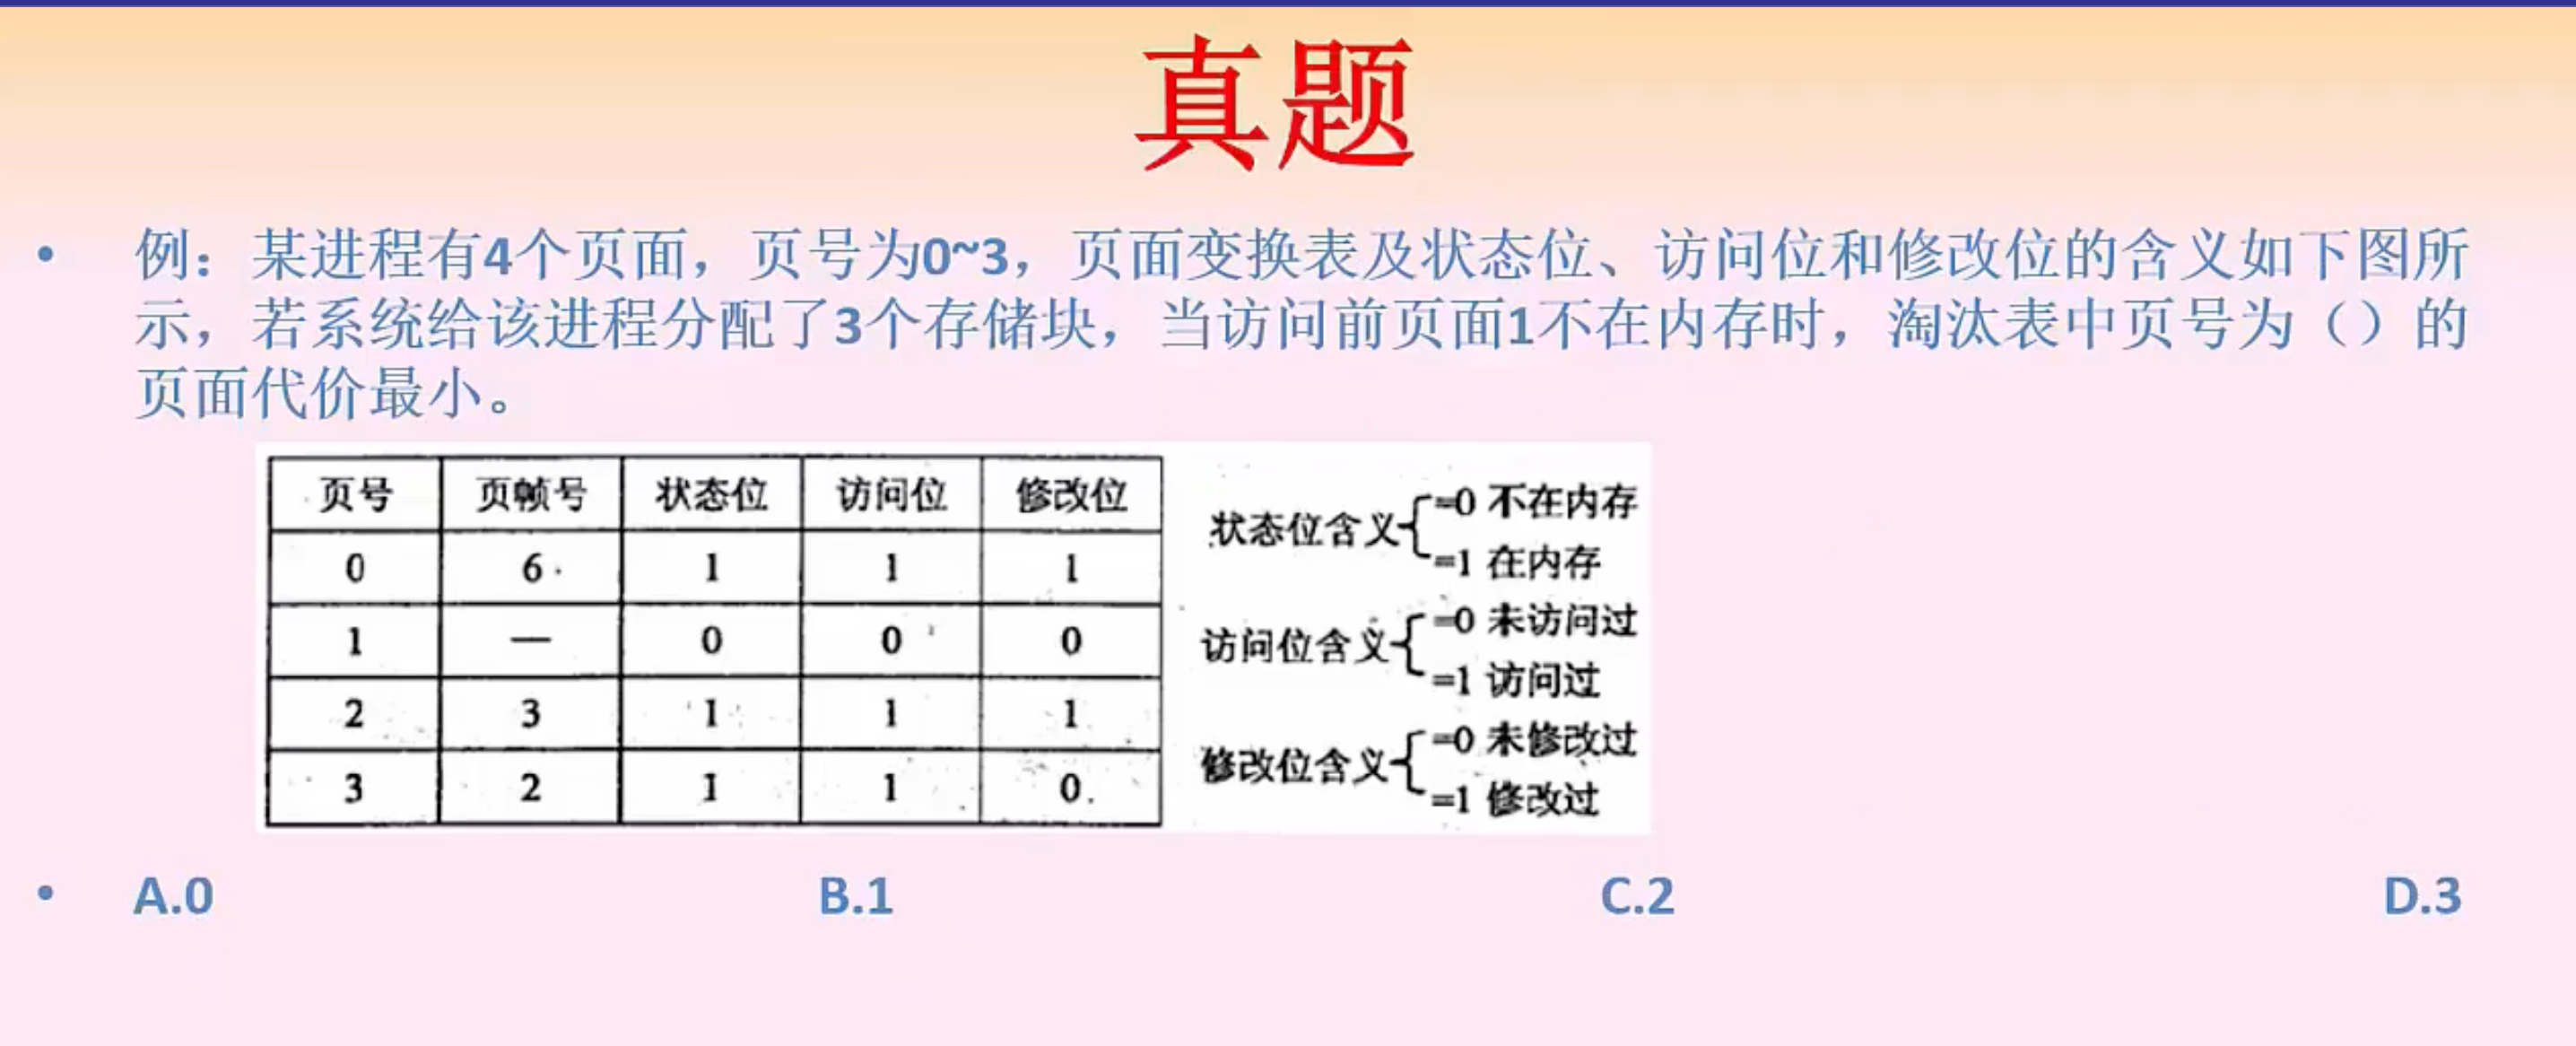 真题
• 例：某进程有4个页面，页号为0~3，页面变换表及状态位、访问位和修改位的含义如下图所
示，若系统给该进程分配了3个存储块，当访问前页面1不在内存时，淘汰表中页号为（）的
页面代价最小。
页号 页帧号 状态位 访问位 修改位
0 6 1 1 1
1 — 0 0 0
2 3 1 1 1
3 2 1 1 0
状态位含义 =0 不在内存
=1 在内存
访问位含义 =0 未访问过
=1 访问过
修改位含义 =0 未修改过
=1 修改过
• A.0 B.1 C.2 D.3